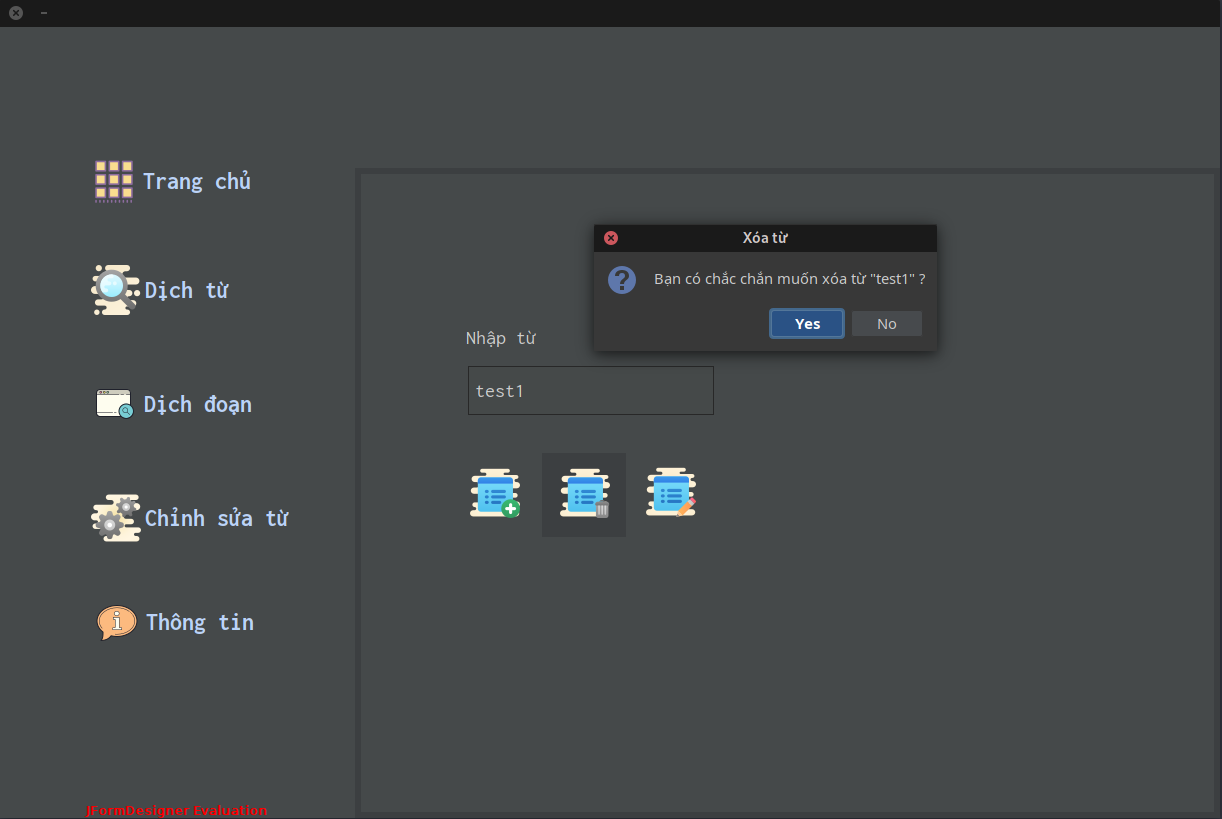 Trang chủ
Dịch từ
Dịch đoạn
Chỉnh sửa từ
Thông tin
JFormDesigner Evaluation
Xóa từ
Bạn có chắc chắn muốn xóa từ "test1" ?
Yes
No
Nhập từ
test1